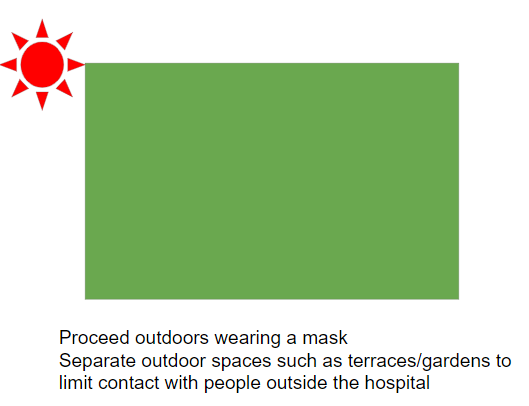 Proceed outdoors wearing a mask
Separate outdoor spaces such as terraces/gardens to
limit contact with people outside the hospital